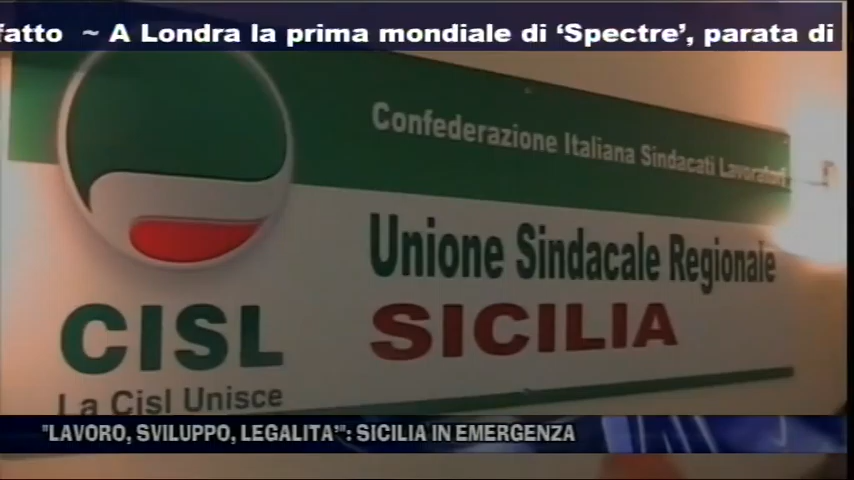 fatto ~ A Londra la prima mondiale di ‘Spectre’, parata di
Confederazione Italiana Sindacati Lavoratori
Unione Sindacale Regionale
SICILIA
CISL
La Cisl Unisce
"LAVORO, SVILUPPO, LEGALITA'": SICILIA IN EMERGENZA